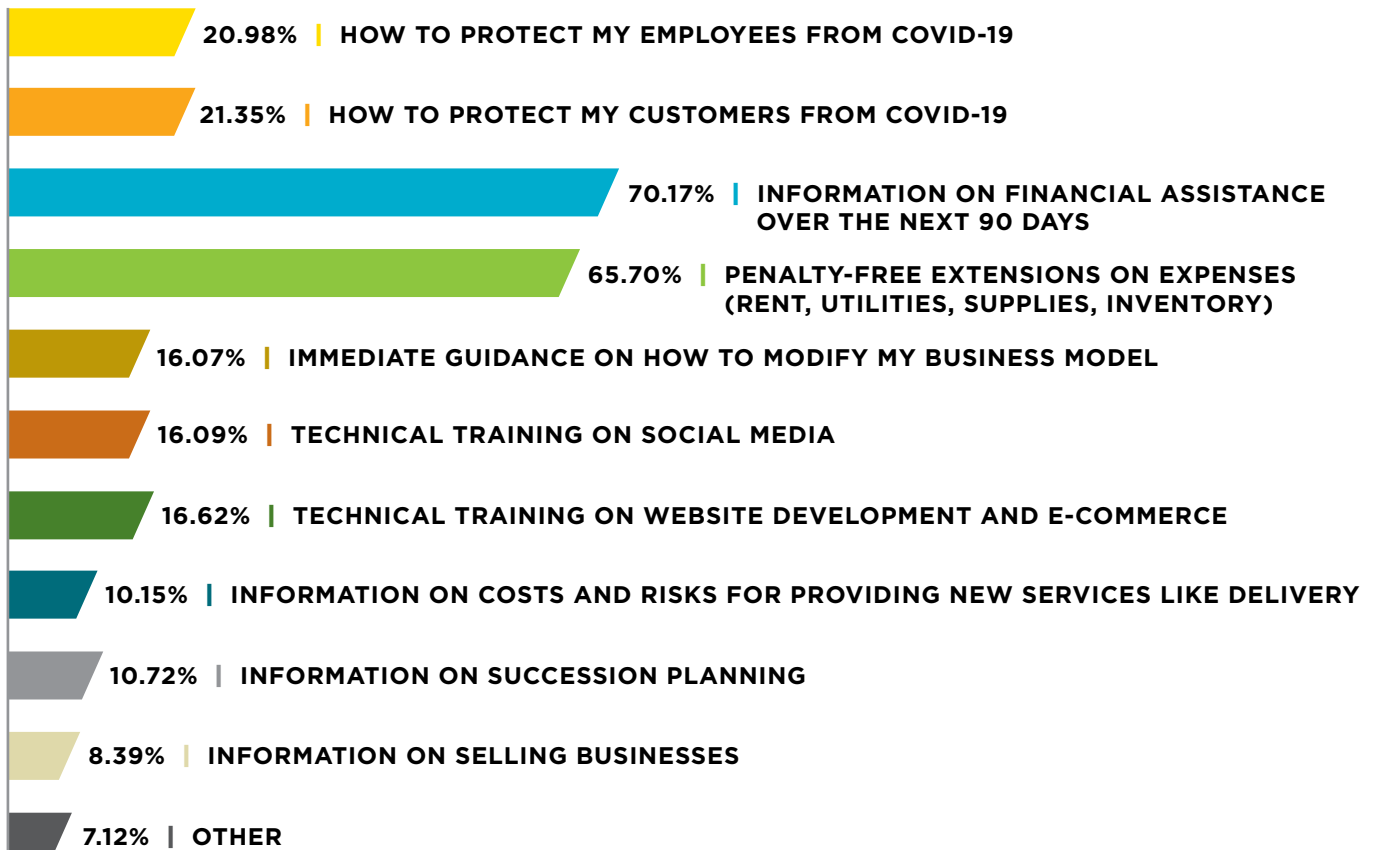 20.98% | HOW TO PROTECT MY EMPLOYEES FROM COVID-19
21.35% | HOW TO PROTECT MY CUSTOMERS FROM COVID-19
70.17% | INFORMATION ON FINANCIAL ASSISTANCE
OVER THE NEXT 90 DAYS
65.70% | PENALTY-FREE EXTENSIONS ON EXPENSES
(RENT, UTILITIES, SUPPLIES, INVENTORY)
16.07% | IMMEDIATE GUIDANCE ON HOW TO MODIFY MY BUSINESS MODEL
16.09% | TECHNICAL TRAINING ON SOCIAL MEDIA
16.62% | TECHNICAL TRAINING ON WEBSITE DEVELOPMENT AND E-COMMERCE
10.15% | INFORMATION ON COSTS AND RISKS FOR PROVIDING NEW SERVICES LIKE DELIVERY
10.72% | INFORMATION ON SUCCESSION PLANNING
8.39% | INFORMATION ON SELLING BUSINESSES
7.12% | OTHER